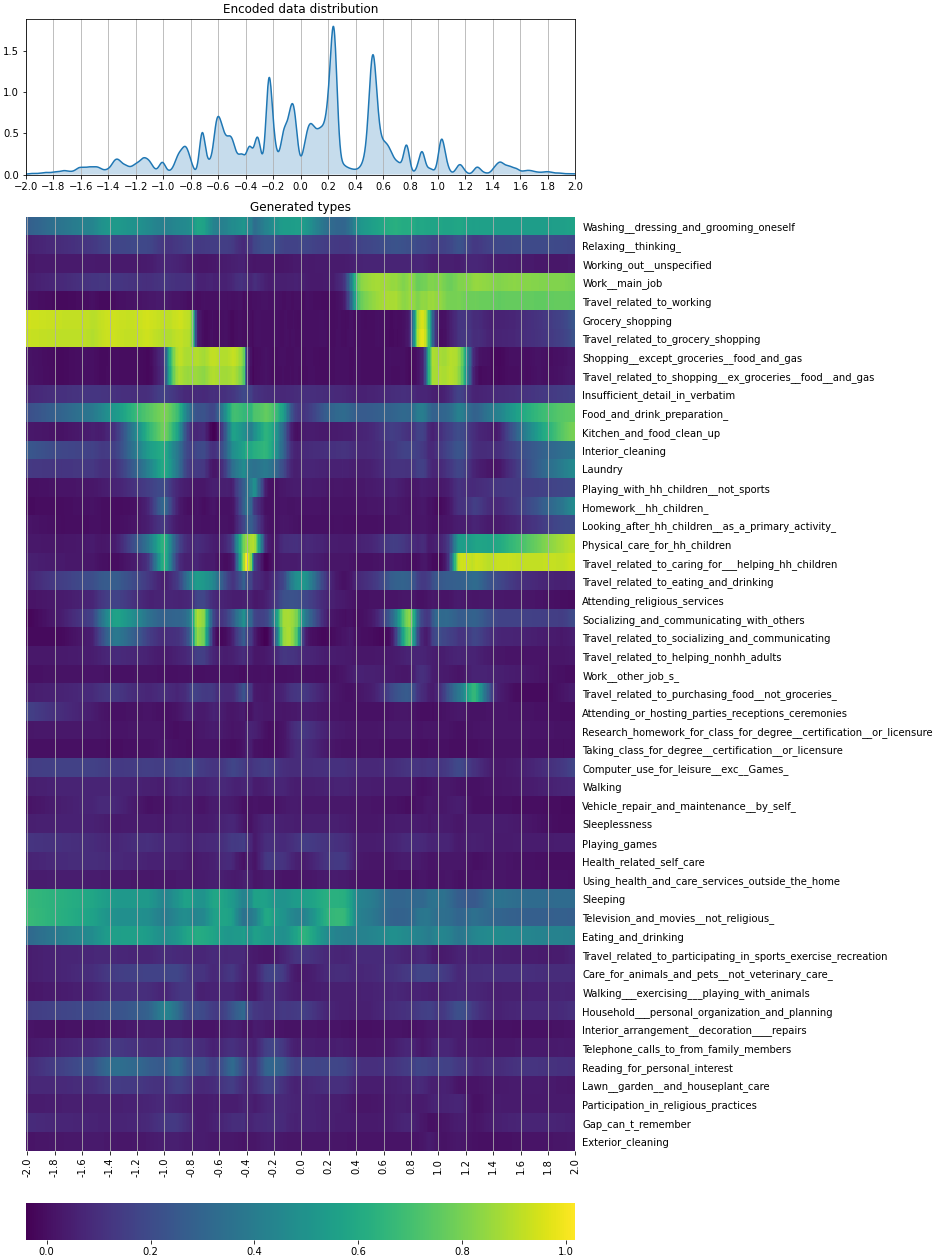 Encoded data distribution
1.5
1.0
0.5
0.0
−2.0 −1.8 −1.6 −1.4 −1.2 −1.0 −0.8 −0.6 −0.4 −0.2 0.0 0.2 0.4 0.6 0.8 1.0 1.2 1.4 1.6 1.8 2.0
Generated types
Washing__dressing_and_grooming_oneself
Relaxing__thinking_
Working_out__unspecified
Work__main_job
Travel_related_to_working
Grocery_shopping
Travel_related_to_grocery_shopping
Shopping__except_groceries__food_and_gas
Travel_related_to_shopping__ex_groceries__food__and_gas
Insufficient_detail_in_verbatim
Food_and_drink_preparation_
Kitchen_and_food_clean_up
Interior_cleaning
Laundry
Playing_with_hh_children__not_sports
Homework__hh_children_
Looking_after_hh_children__as_a_primary_activity_
Physical_care_for_hh_children
Travel_related_to_caring_for___helping_hh_children
Travel_related_to_eating_and_drinking
Attending_religious_services
Socializing_and_communicating_with_others
Travel_related_to_socializing_and_communicating
Travel_related_to_helping_nonhh_adults
Work__other_job_s_
Travel_related_to_purchasing_food__not_groceries_
Attending_or_hosting_parties_receptions_ceremonies
Research_homework_for_class_for_degree__certification__or_licensure
Taking_class_for_degree__certification__or_licensure
Computer_use_for_leisure__exc__Games_
Walking
Vehicle_repair_and_maintenance__by_self_
Sleeplessness
Playing_games
Health_related_self_care
Using_health_and_care_services_outside_the_home
Sleeping
Television_and_movies__not_religious_
Eating_and_drinking
Travel_related_to_participating_in_sports_exercise_recreation
Care_for_animals_and_pets__not_veterinary_care_
Walking___exercising___playing_with_animals
Household___personal_organization_and_planning
Interior_arrangement__decoration____repairs
Telephone_calls_to_from_family_members
Reading_for_personal_interest
Lawn__garden__and_houseplant_care
Participation_in_religious_practices
Gap_can_t_remember
Exterior_cleaning
-2.0 -1.8 -1.6 -1.4 -1.2 -1.0 -0.8 -0.6 -0.4 -0.2 0.0 0.2 0.4 0.6 0.8 1.0 1.2 1.4 1.6 1.8 2.0
0.0 0.2 0.4 0.6 0.8 1.0